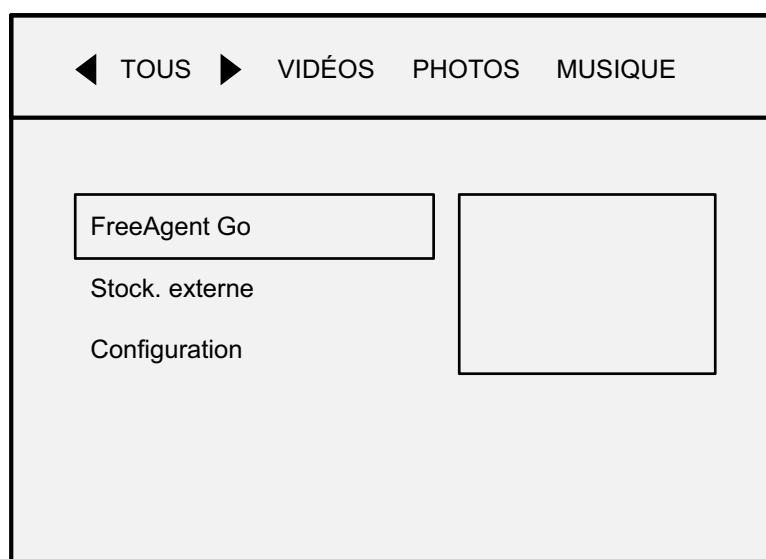 TOUS VIDÉOS PHOTOS MUSIQUE
FreeAgent Go
Stock. externe
Configuration